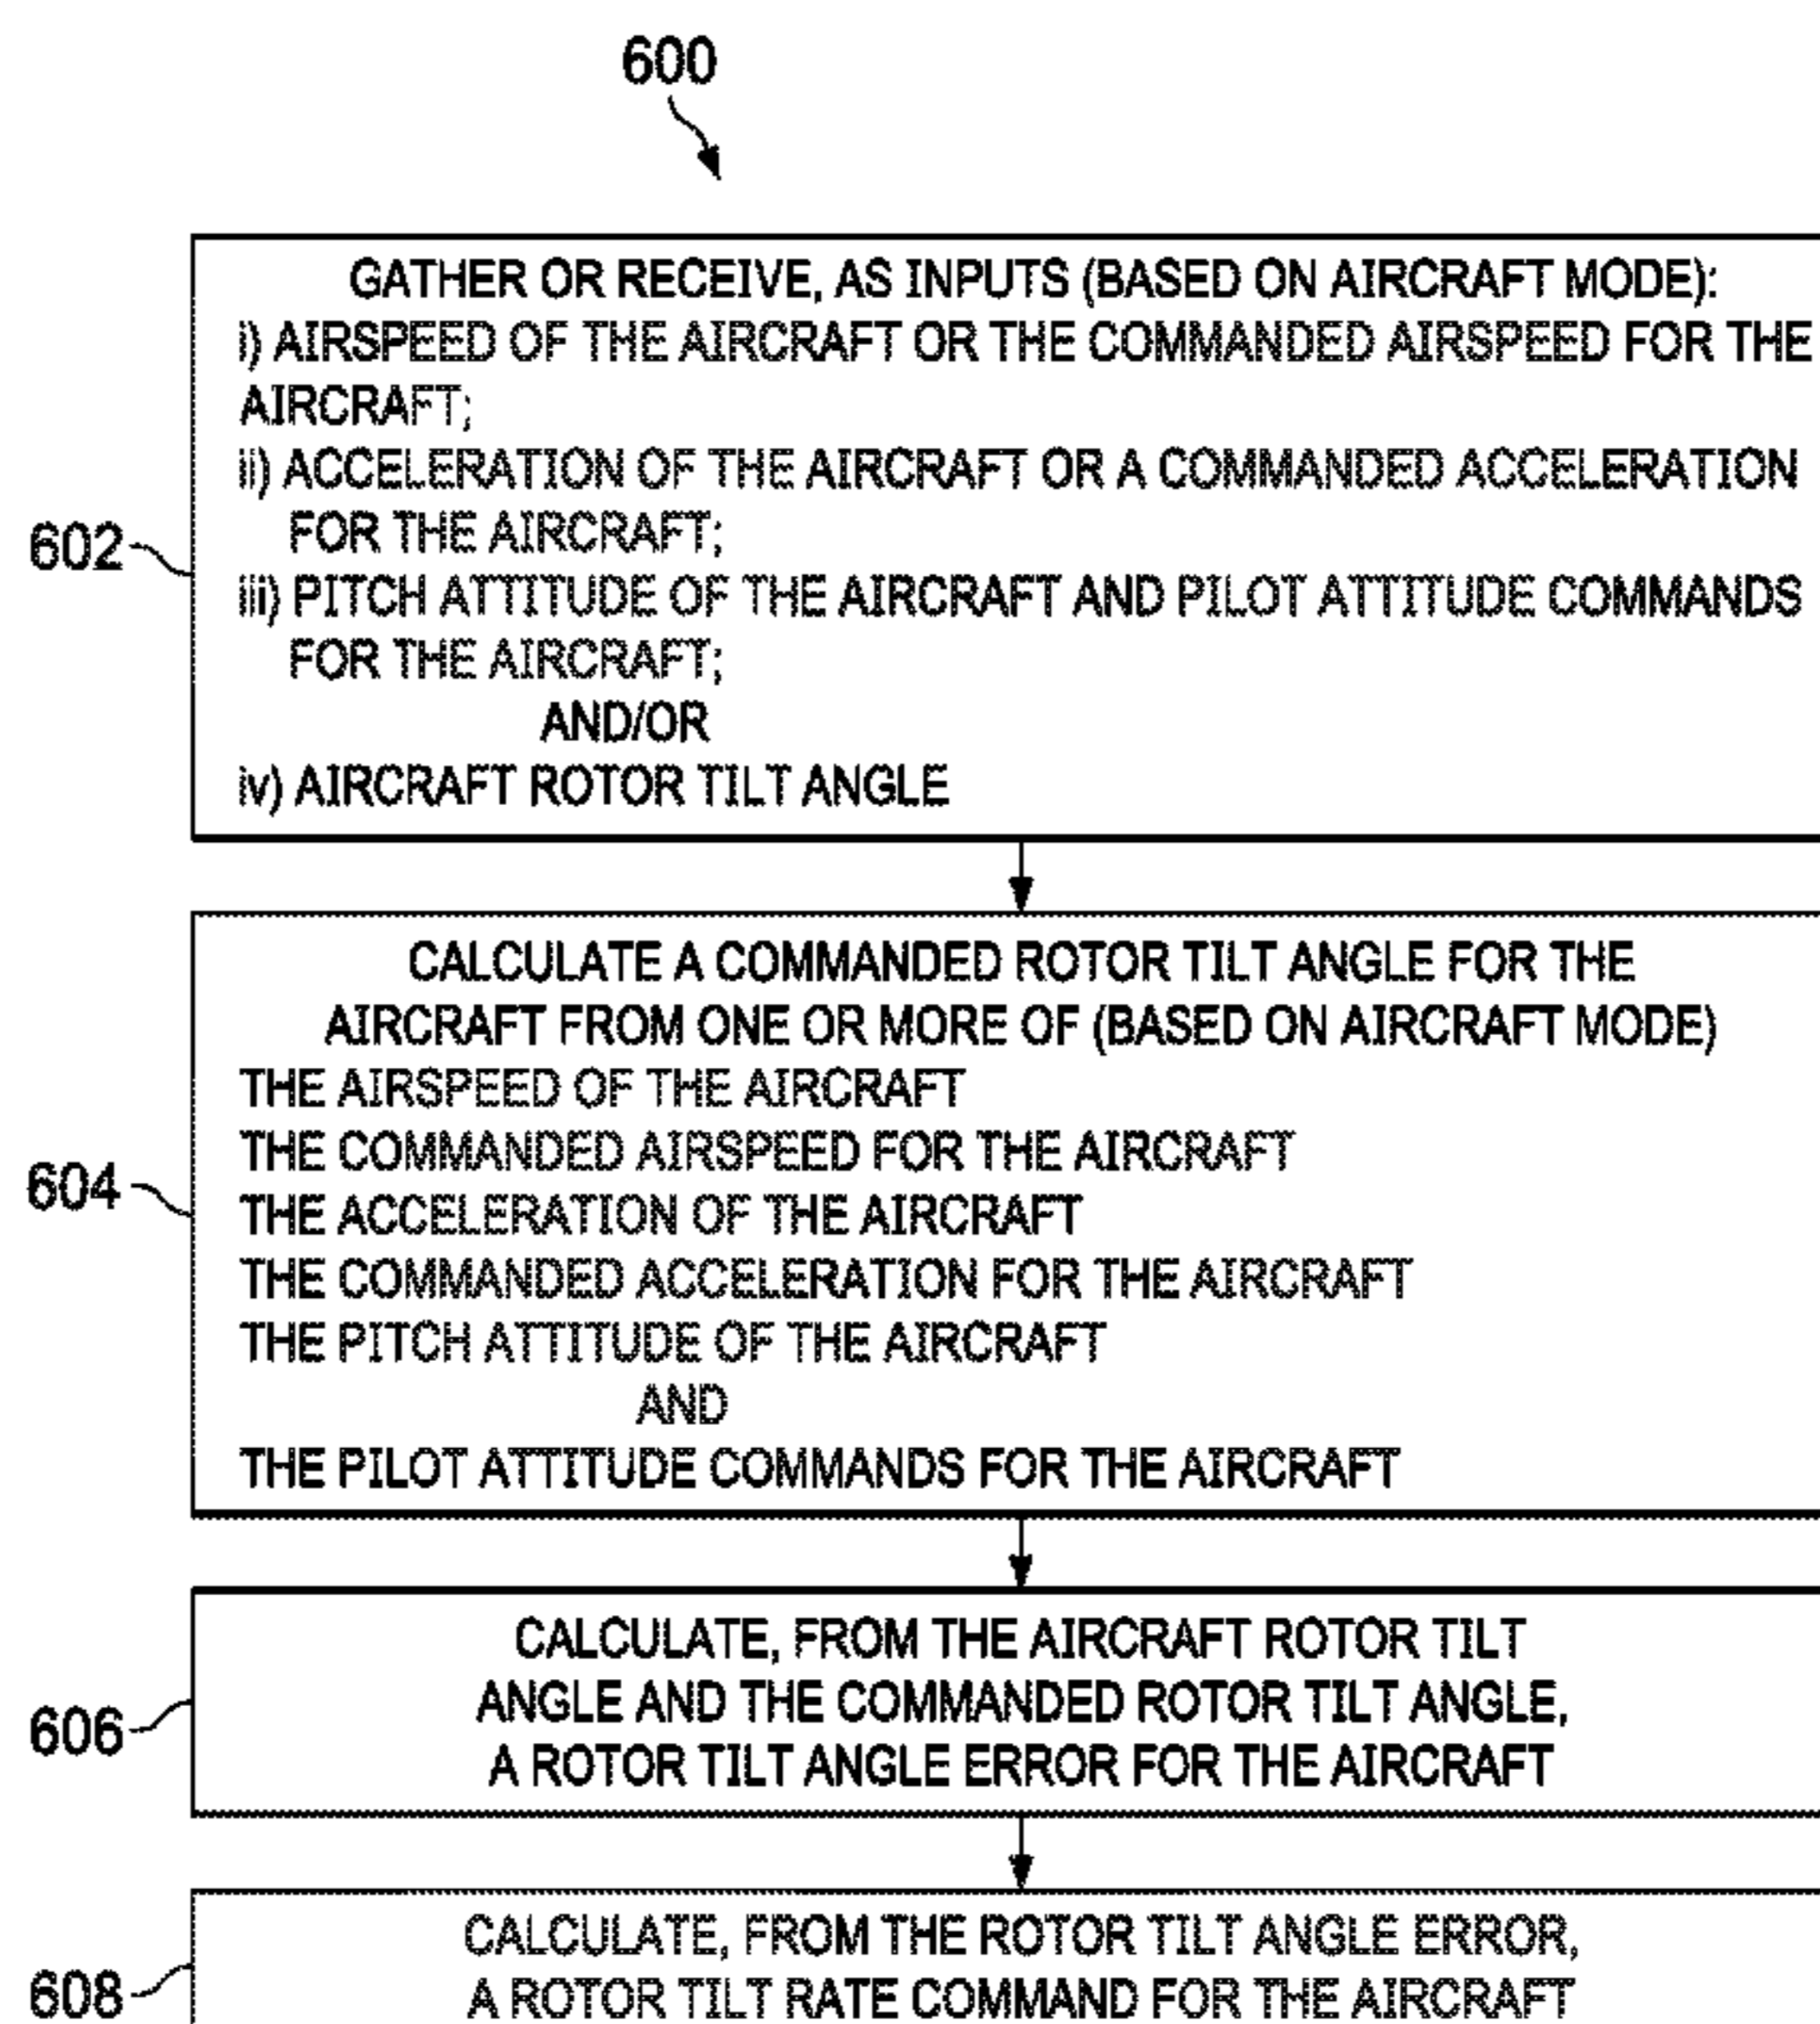 600
GATHER OR RECEIVE, AS INPUTS (BASED ON AIRCRAFT MODE):
i) AIRSPEED OF THE AIRCRAFT OR THE COMMANDED AIRSPEED FOR THE
AIRCRAFT;
ii) ACCELERATION OF THE AIRCRAFT OR A COMMANDED ACCELERATION
FOR THE AIRCRAFT;
602
iii) PITCH ATTITUDE OF THE AIRCRAFT AND PILOT ATTITUDE COMMANDS
FOR THE AIRCRAFT;
AND/OR
iv) AIRCRAFT ROTOR TILT ANGLE
CALCULATE A COMMANDED ROTOR TILT ANGLE FOR THE
AIRCRAFT FROM ONE OR MORE OF (BASED ON AIRCRAFT MODE)
THE AIRSPEED OF THE AIRCRAFT
THE COMMANDED AIRSPEED FOR THE AIRCRAFT
604
THE ACCELERATION OF THE AIRCRAFT
THE COMMANDED ACCELERATION FOR THE AIRCRAFT
THE PITCH ATTITUDE OF THE AIRCRAFT
AND
THE PILOT ATTITUDE COMMANDS FOR THE AIRCRAFT
CALCULATE, FROM THE AIRCRAFT ROTOR TILT
ANGLE AND THE COMMANDED ROTOR TILT ANGLE,
606
A ROTOR TILT ANGLE ERROR FOR THE AIRCRAFT
CALCULATE, FROM THE ROTOR TILT ANGLE ERROR,
608
A ROTOR TILT RATE COMMAND FOR THE AIRCRAFT